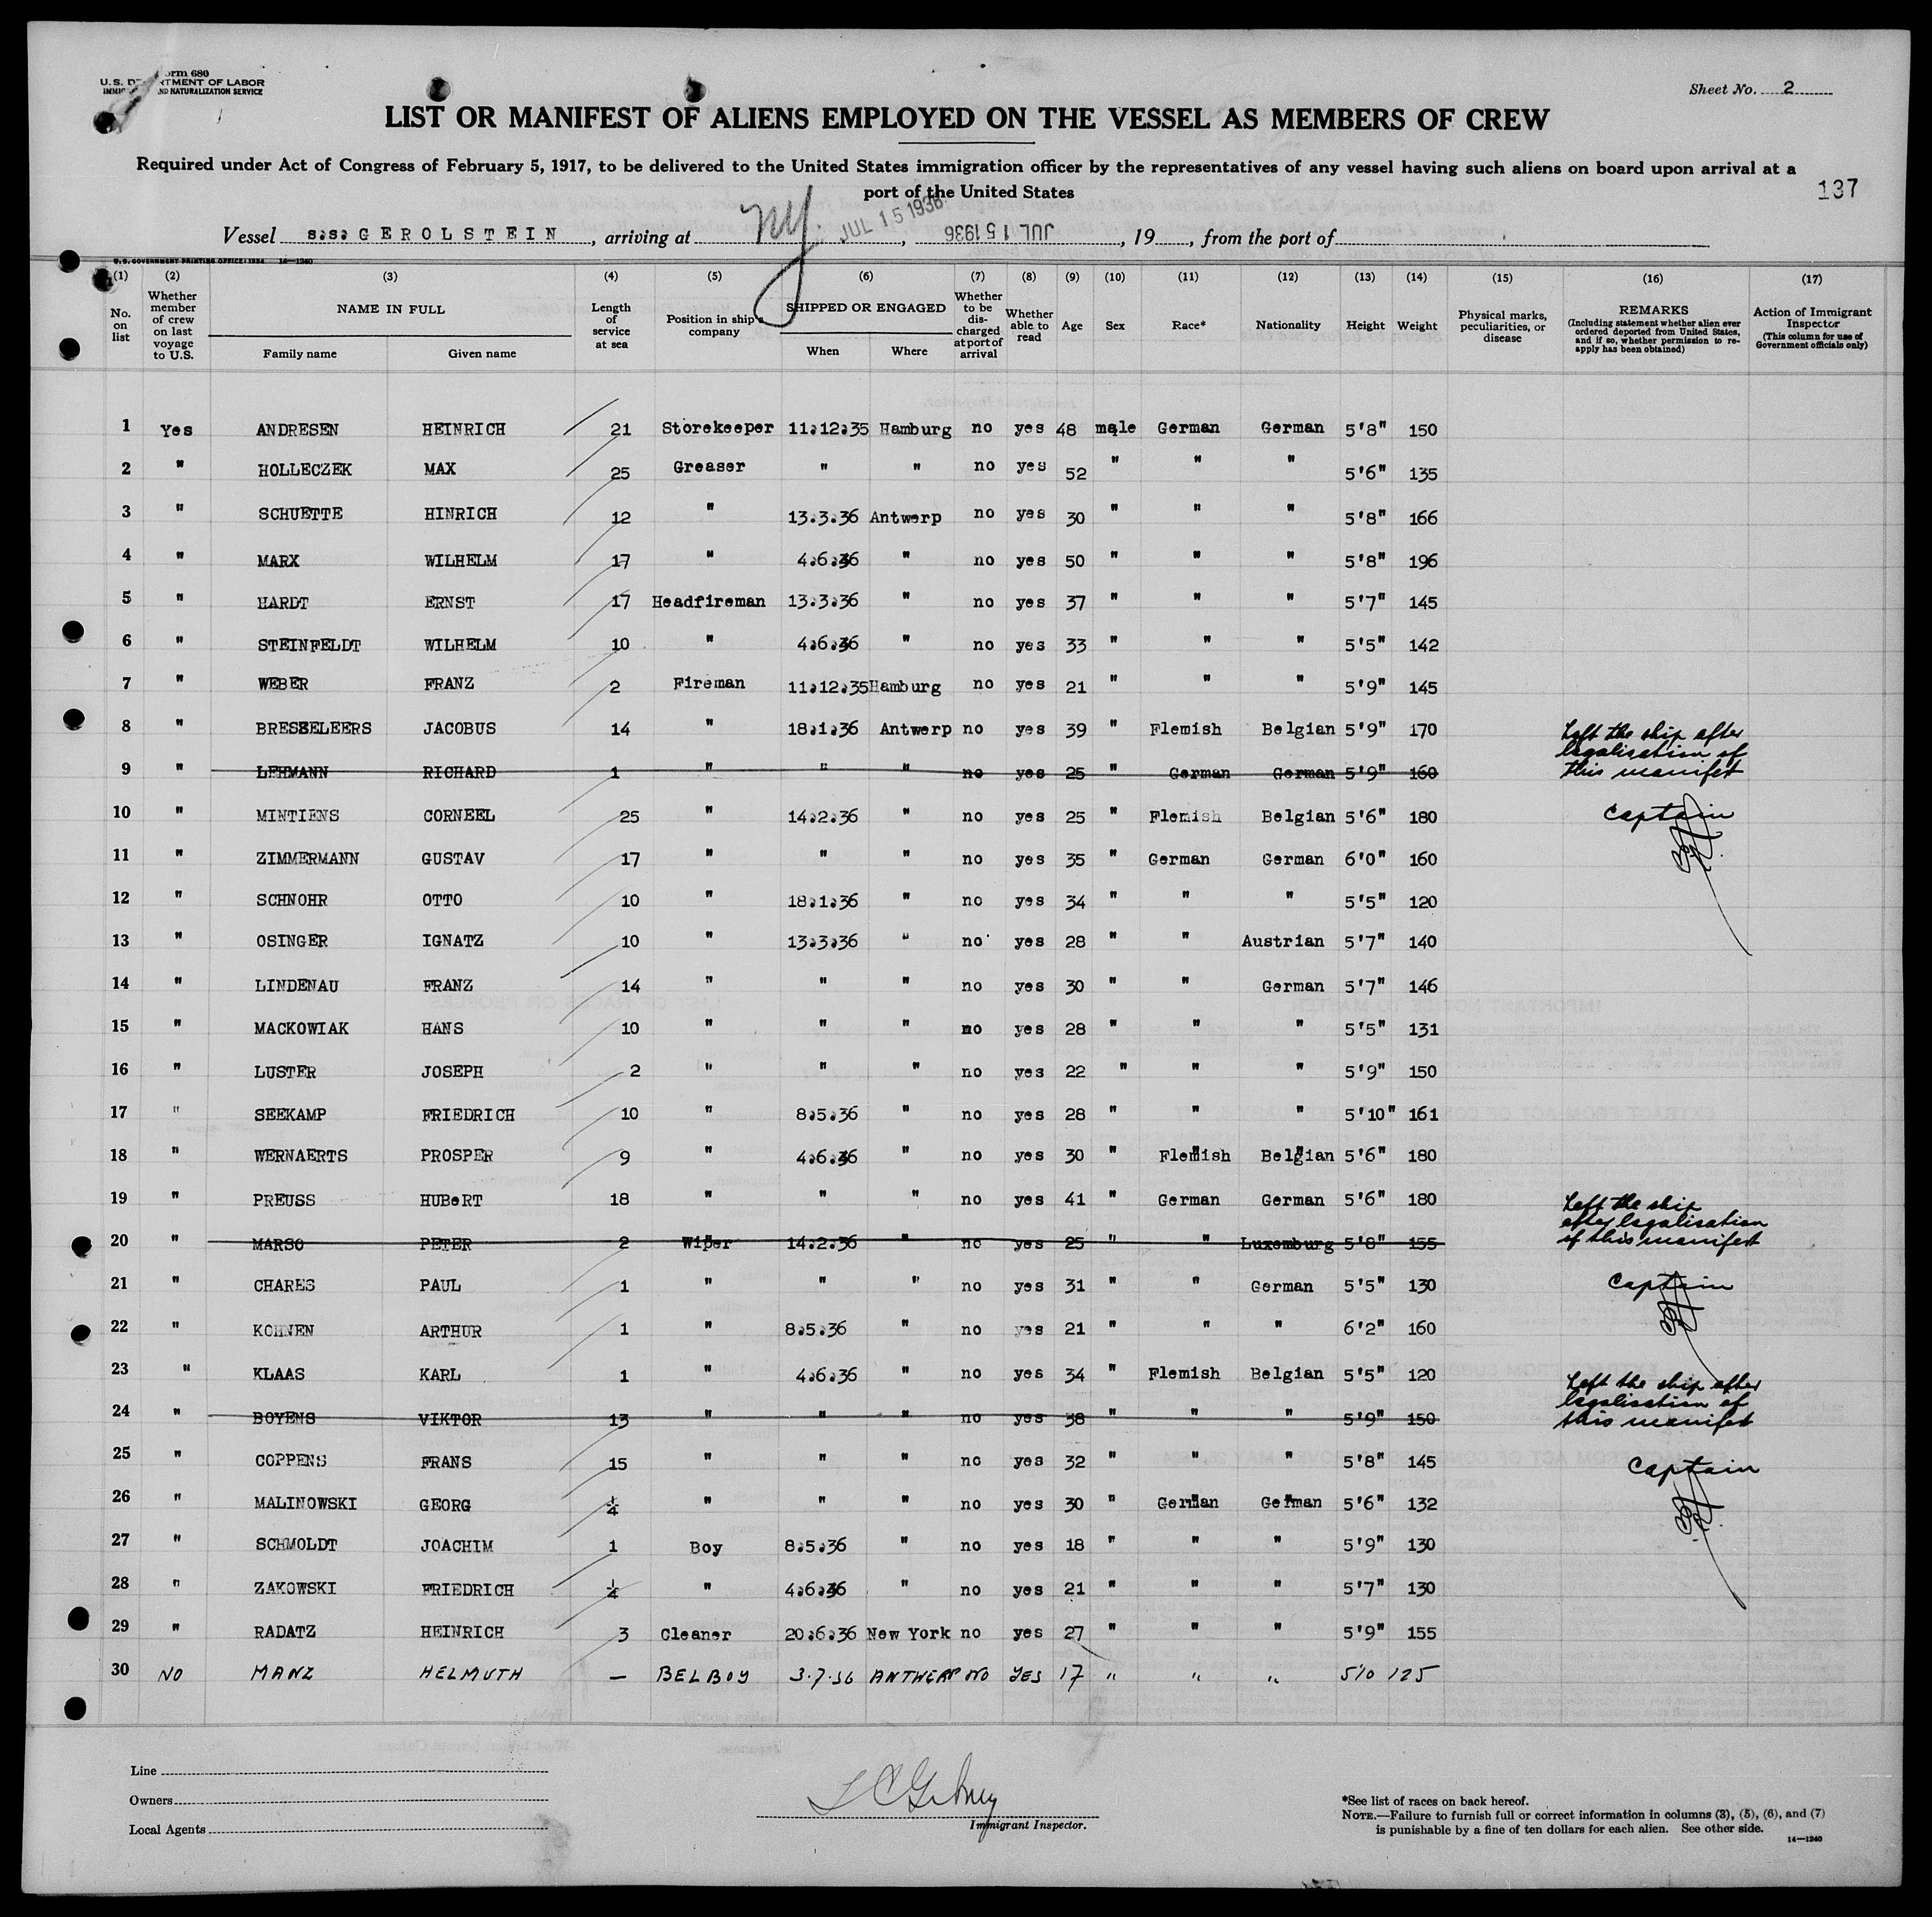 Form 680
U.S. DEPARTMENT OF LABOR
IMMIGRATION AND NATURALIZATION SERVICE
Sheet No. 2
LIST OR MANIFEST OF ALIENS EMPLOYED ON THE VESSEL AS MEMBERS OF CREW
Required under Act of Congress of February 5, 1917, to be delivered to the United States immigration officer by the representatives of any vessel having such aliens on board upon arrival at a
port of the United States
137
Vessel s.s. GEROLSTEIN, arriving at NY. JUL 15 1936, JUL 15 1936, 19, from the port of
U.S. GOVERNMENT PRINTING OFFICE: 1934 14—1240
(1) (2) (3) (4) (5) (6) (7) (8) (9) (10) (11) (12) (13) (14) (15) (16) (17)
No. on list
Whether member of crew on last voyage to U.S.
NAME IN FULL
Family name
Given name
Length of service at sea
Position in ship's company
SHIPPED OR ENGAGED
When
Where
Whether to be discharged at port of arrival
Whether able to read
Age
Sex
Race*
Nationality
Height
Weight
Physical marks, peculiarities, or disease
REMARKS
(Including statement whether alien ever ordered deported from United States, and if so, whether permission to reapply has been obtained)
Action of Immigrant Inspector
(This column for use of Government officials only)
1 Yes ANDRESEN HEINRICH 21 Storekeeper 11.12.35 Hamburg no yes 48 male German German 5'8" 150
2 " HOLLECZEK MAX 25 Greaser " " no yes 52 " " " 5'6" 135
3 " SCHUETTE HINRICH 12 " 13.3.36 Antwerp no yes 30 " " " 5'8" 166
4 " MARX WILHELM 17 " 4.6.36 " no yes 50 " " " 5'8" 196
5 " HARDT ERNST 17 Headfireman 13.3.36 " no yes 37 " " " 5'7" 145
6 " STEINFELDT WILHELM 10 " 4.6.36 " no yes 33 " " " 5'5" 142
7 " WEBER FRANZ 2 Fireman 11.12.35 Hamburg no yes 21 " " " 5'9" 145
8 " BRESSELEERS JACOBUS 14 " 18.1.36 Antwerp no yes 39 " Flemish Belgian 5'9" 170
Left the ship after
legalisation of
this manifet
9 " LEHMANN RICHARD 1 " " " no yes 25 " German German 5'9" 160
10 " MINTIENS CORNEEL 25 " 14.2.36 " no yes 25 " Flemish Belgian 5'6" 180 Captain
11 " ZIMMERMANN GUSTAV 17 " " " no yes 35 " German German 6'0" 160
12 " SCHNOHR OTTO 10 " 18.1.36 " no yes 34 " " " 5'5" 120
13 " OSINGER IGNATZ 10 " 13.3.36 " no yes 28 " " Austrian 5'7" 140
14 " LINDENAU FRANZ 14 " " " no yes 30 " " German 5'7" 146
15 " MACKOWIAK HANS 10 " " " no yes 28 " " " 5'5" 131
16 " LUSTER JOSEPH 2 " " " no yes 22 " " " 5'9" 150
17 " SEEKAMP FRIEDRICH 10 " 8.5.36 " no yes 28 " " " 5'10" 161
18 " WERNAERTS PROSPER 9 " 4.6.36 " no yes 30 " Flemish Belgian 5'6" 180
19 " PREUSS HUBeRT 18 " " " no yes 41 " German German 5'6" 180
Left the ship
after legalisation
of this manifest
20 " MARSO PETER 2 Wiper 14.2.36 " no yes 25 " " Luxemburg 5'8" 155
21 " CHARES PAUL 1 " " " no yes 31 " " German 5'5" 130 Captain
22 " KOHNEN ARTHUR 1 " 8.5.36 " no yes 21 " " " 6'2" 160
23 " KLAAS KARL 1 " 4.6.36 " no yes 34 " Flemish Belgian 5'5" 120
Left the ship after
legalisation of
this manifet
24 " BOYENS VIKTOR 13 " " " no yes 38 " " " 5'9" 150
25 " COPPENS FRANS 15 " " " no yes 32 " " " 5'8" 145 Captain
26 " MALINOWSKI GEORG 1/4 " " " no yes 30 " German German 5'6" 132
27 " SCHMOLDT JOACHIM 1 Boy 8.5.36 " no yes 18 " " " 5'9" 130
28 " ZAKOWSKI FRIEDRICH 1/4 " 4.6.36 " no yes 21 " " " 5'7" 130
29 " RADATZ HEINRICH 3 Cleaner 20.6.36 New York no yes 27 " " " 5'9" 155
30 NO MANZ HELMUTH — BELBOY 3.7.36 ANTWERP NO YES 17 " " " 510 125
Line
Owners
Local Agents
Immigrant Inspector.
*See list of races on back hereof.
NOTE.—Failure to furnish full or correct information in columns (3), (5), (6), and (7)
is punishable by a fine of ten dollars for each alien. See other side.
14—1240